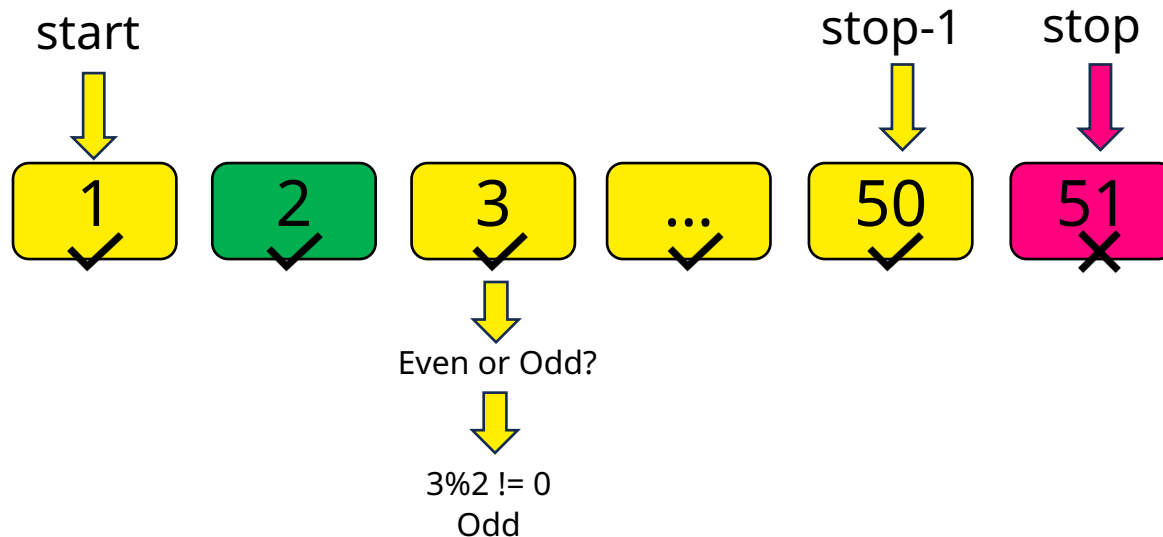 start
stop-1
stop
1
2
3
...
50
51
Even or Odd?
3%2 != 0
Odd